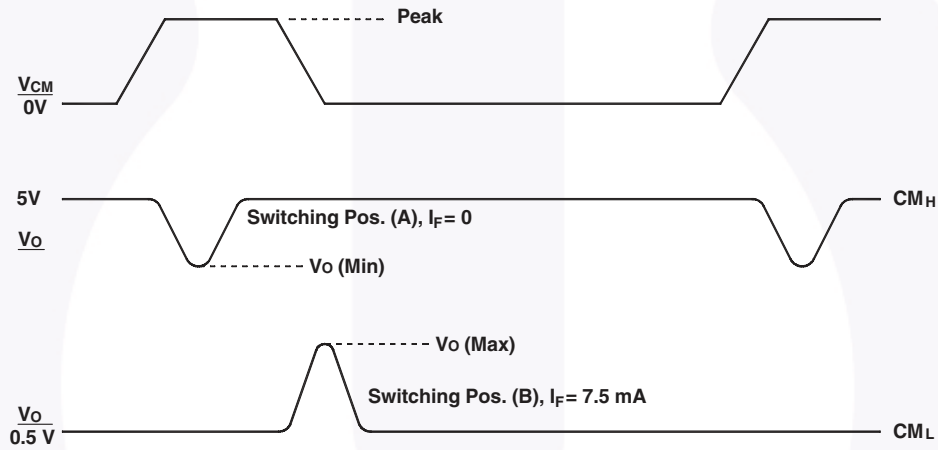 Peak
VCM
0V
5V
CMH
Switching Pos. (A), IF = 0
VO
VO (Min)
VO (Max)
Switching Pos. (B), IF = 7.5 mA
VO
0.5 V
CML